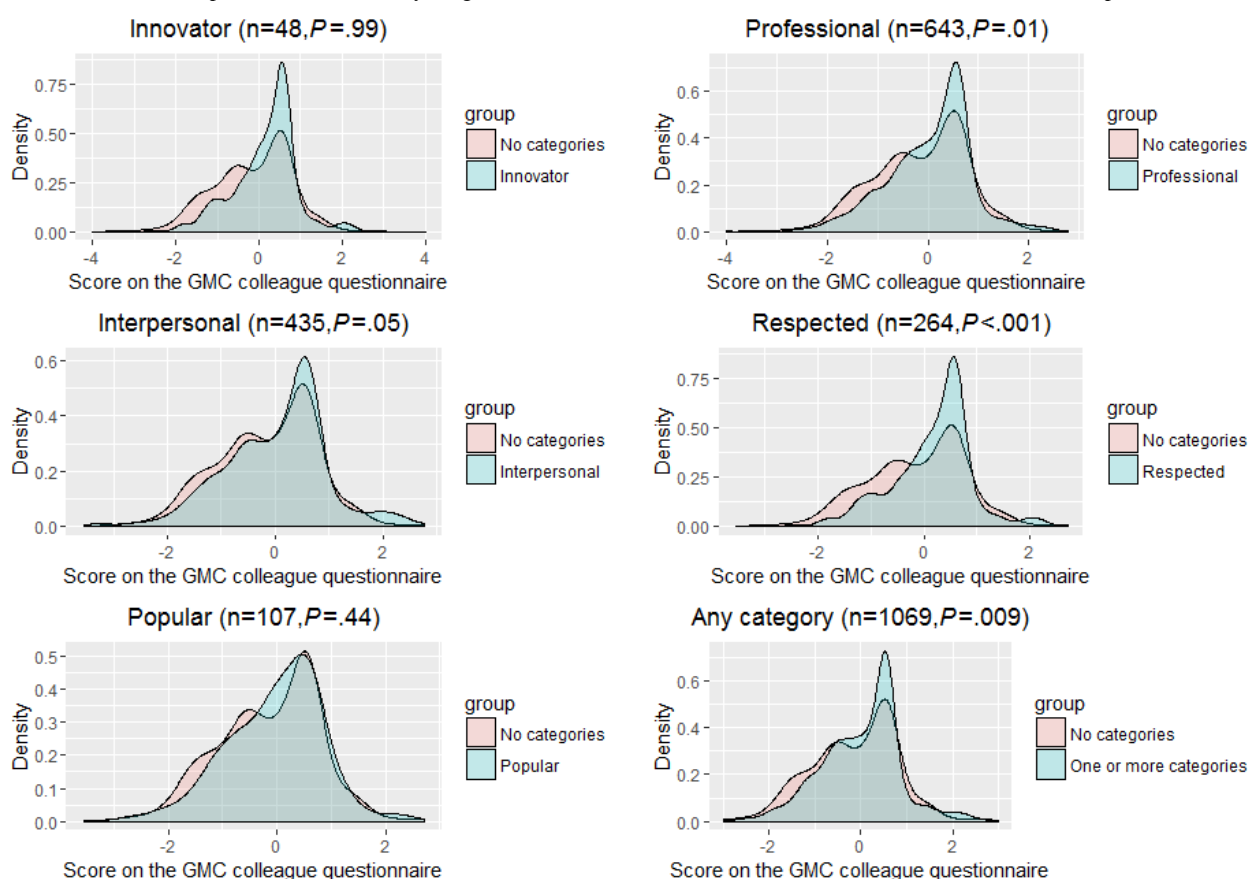 Innovator (n=48,P=.99)
Density
0.75
0.50
0.25
0.00
-4
-2
0
2
4
Score on the GMC colleague questionnaire
group
No categories
Innovator
Professional (n=643,P=.01)
Density
0.6
0.4
0.2
0.0
-4
-2
0
2
Score on the GMC colleague questionnaire
group
No categories
Professional
Interpersonal (n=435,P=.05)
Density
0.6
0.4
0.2
0.0
-2
0
2
Score on the GMC colleague questionnaire
group
No categories
Interpersonal
Respected (n=264,P<.001)
Density
0.75
0.50
0.25
0.00
-2
0
2
Score on the GMC colleague questionnaire
group
No categories
Respected
Popular (n=107,P=.44)
Density
0.5
0.4
0.3
0.2
0.1
0.0
-2
0
2
Score on the GMC colleague questionnaire
group
No categories
Popular
Any category (n=1069,P=.009)
Density
0.6
0.4
0.2
0.0
-2
0
2
Score on the GMC colleague questionnaire
group
No categories
One or more categories